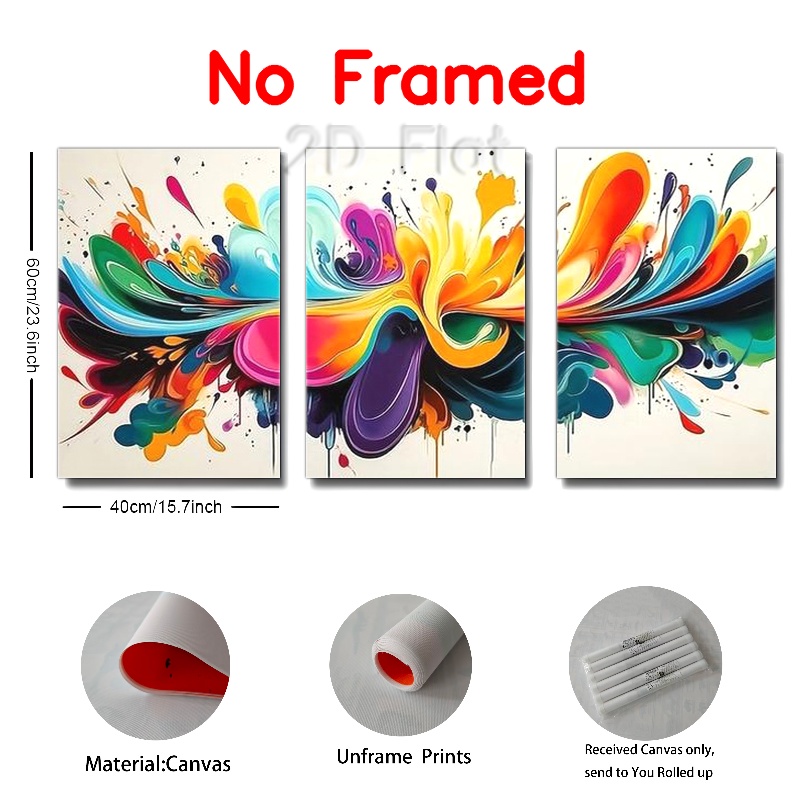 No Framed
2D Flat
60cm/23.6inch
40cm/15.7inch
Material:Canvas
Unframe Prints
Received Canvas only,
send to You Rolled up